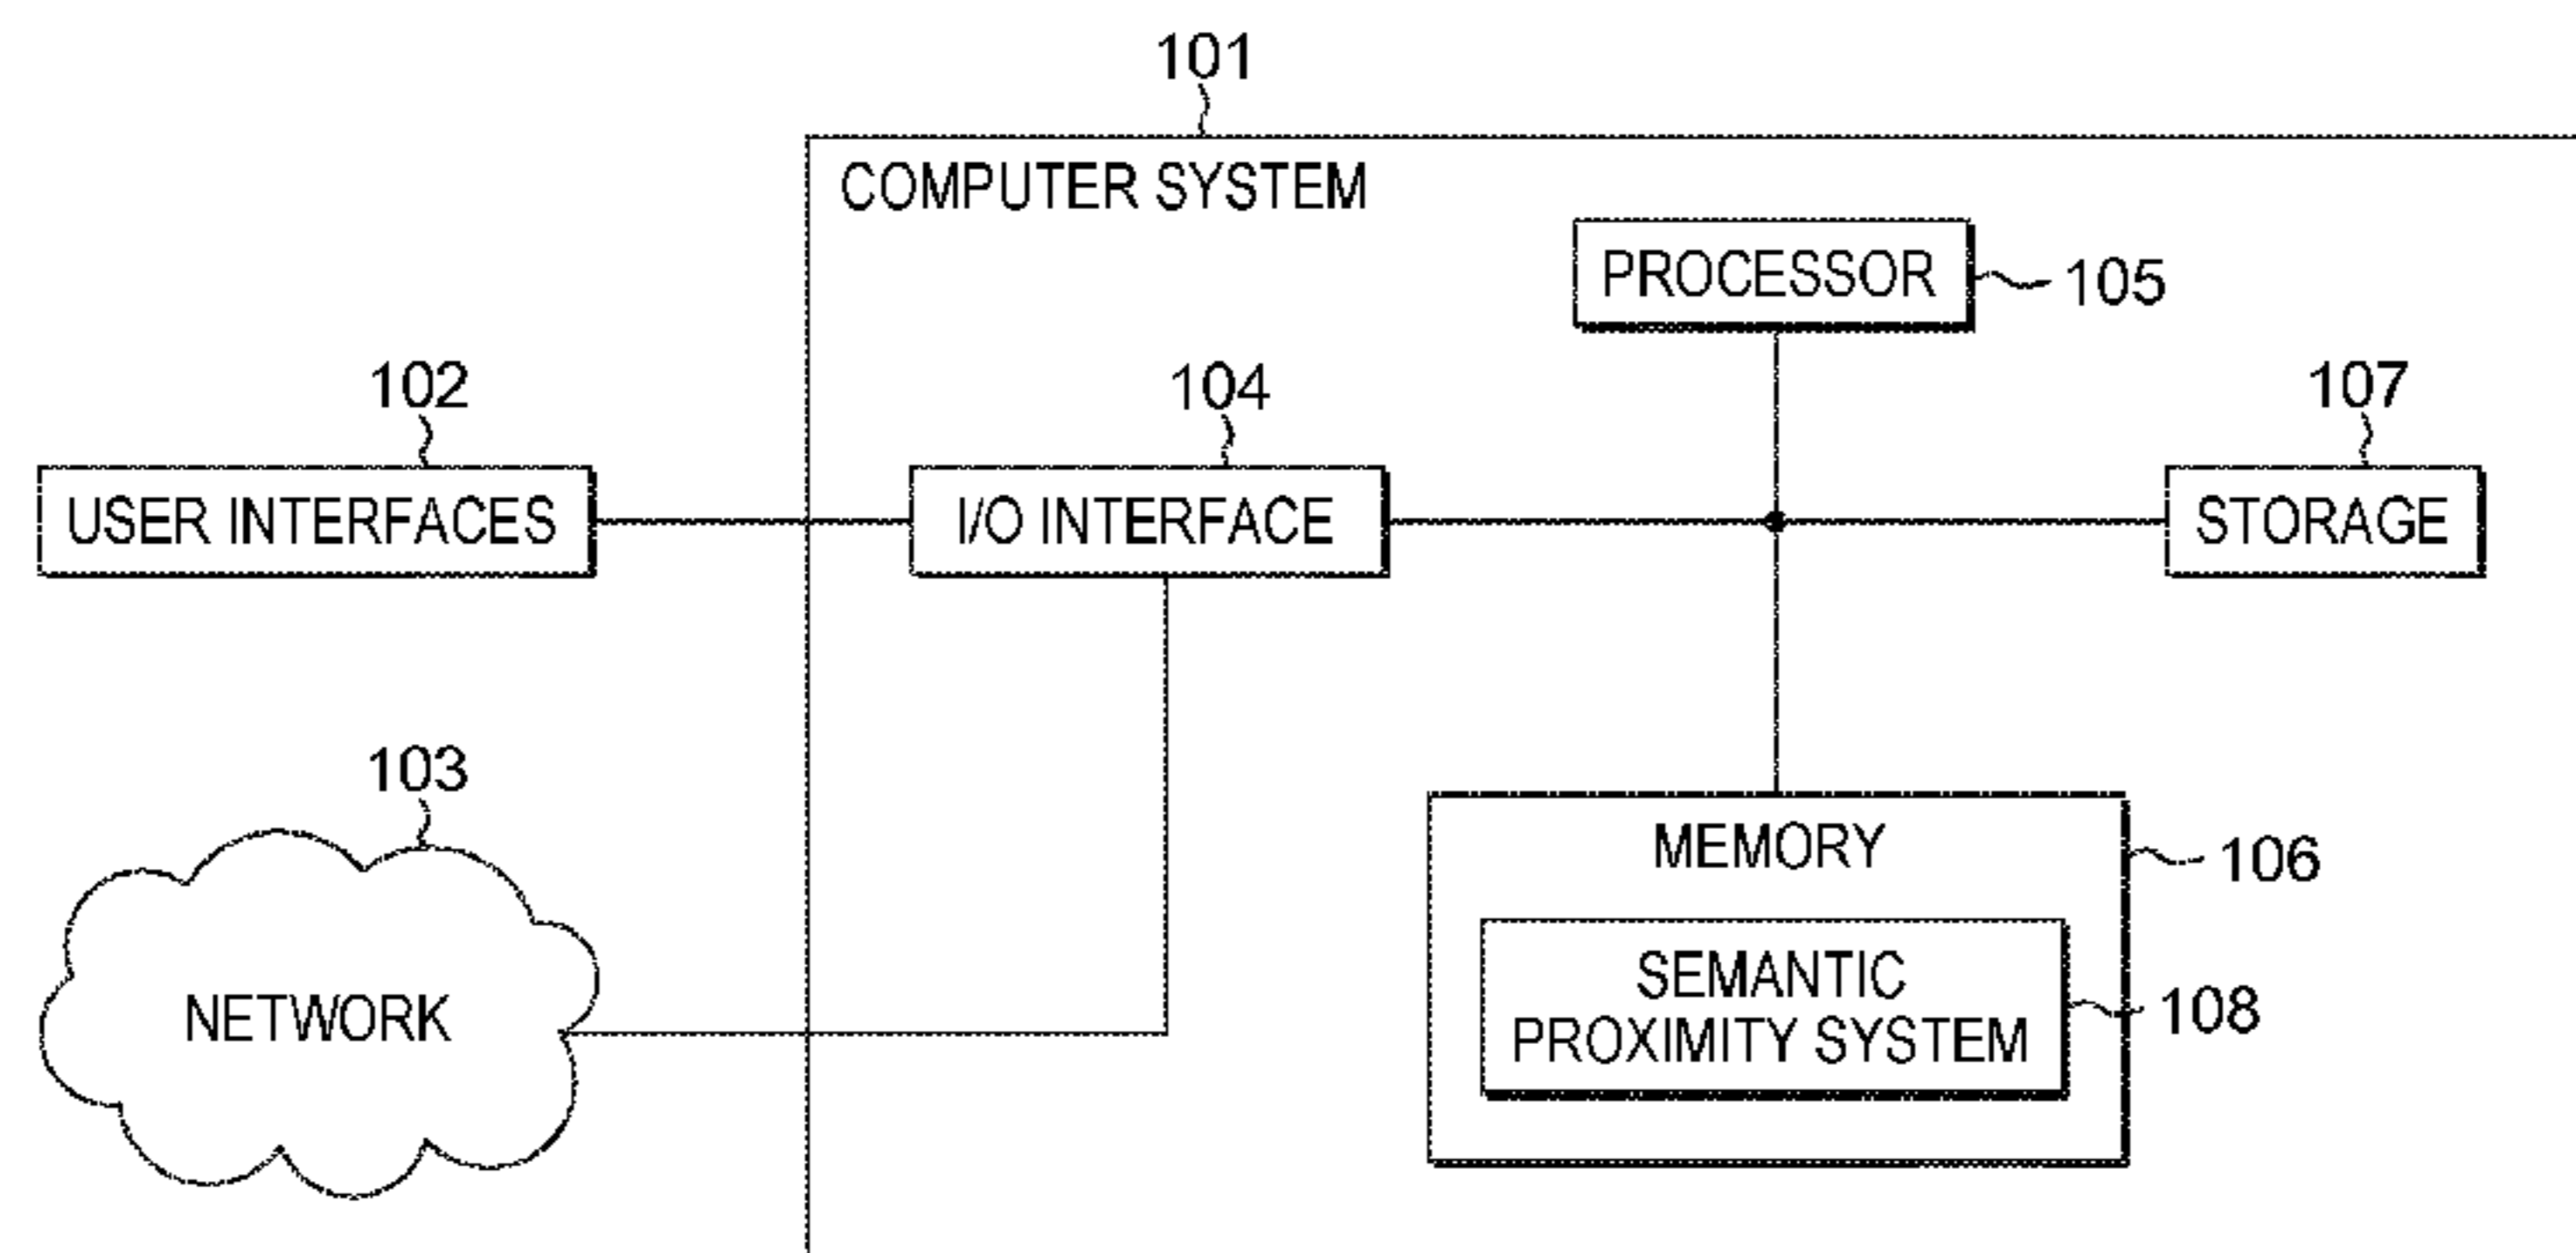 101
COMPUTER SYSTEM
PROCESSOR
105
102
104
107
USER INTERFACES
I/O INTERFACE
STORAGE
103
MEMORY
106
NETWORK
SEMANTIC
PROXIMITY SYSTEM
108